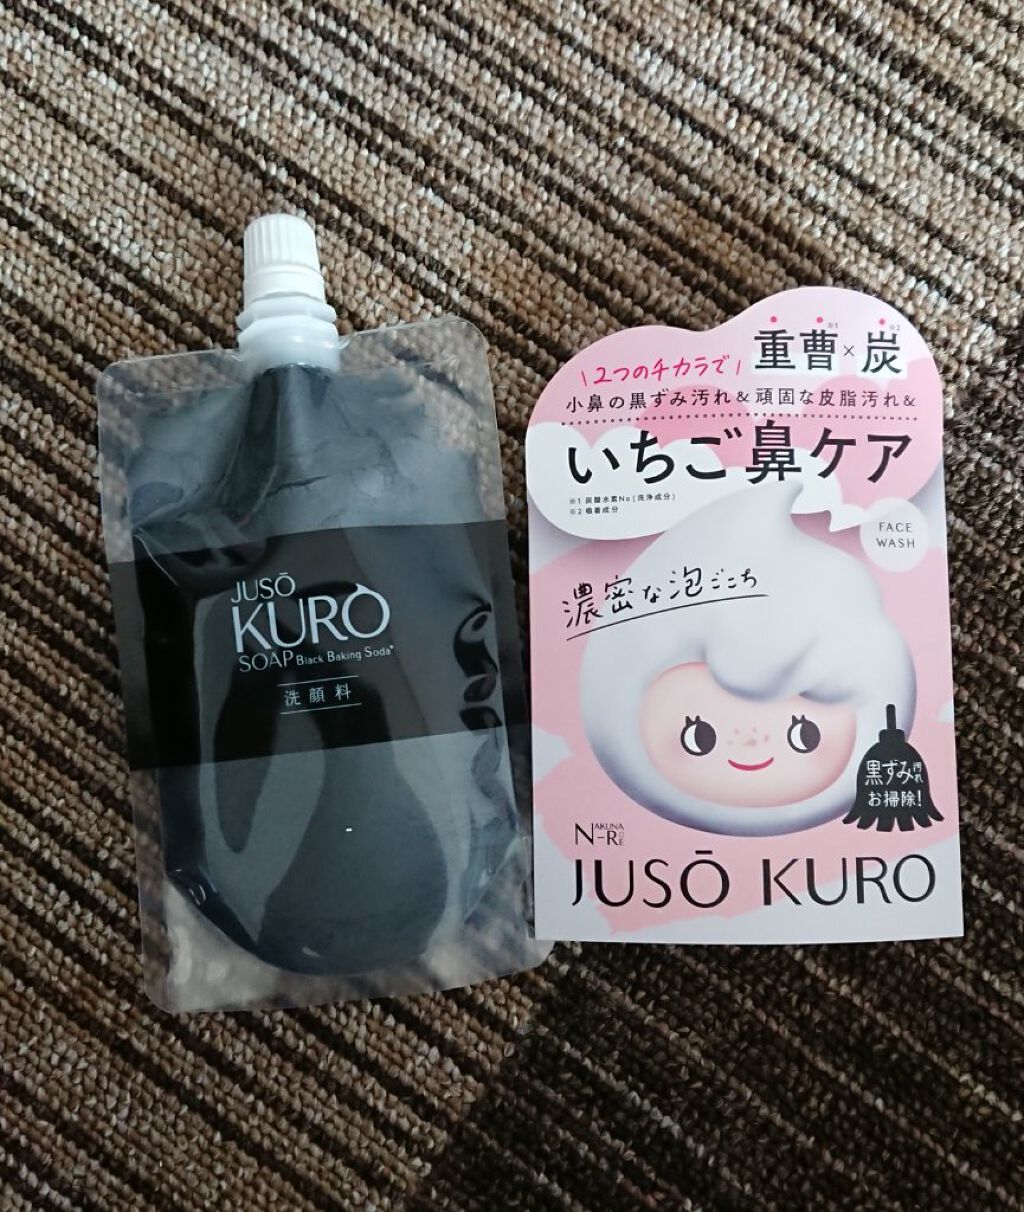 JUSŌ
KURO
SOAP Black Baking Soda*
洗顔料
2つのチカラで
重曹※1×炭※2
小鼻の黒ずみ汚れ&頑固な皮脂汚れ&
いちご鼻ケア
※1 炭酸水素Na(洗浄成分)
※2 吸着成分
FACE
WASH
濃密な泡ごこち
黒ずみ汚れ
お掃除!
NAKUNA-RE
JUSŌ KURO